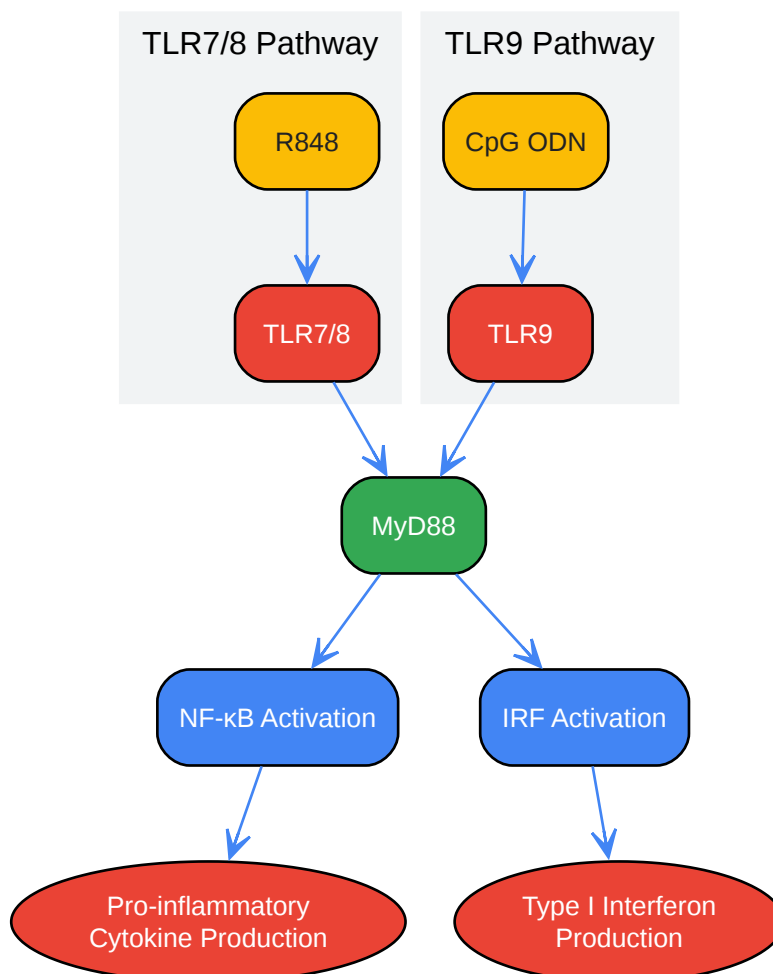 TLR7/8 Pathway
TLR9 Pathway
R848
CpG ODN
TLR7/8
TLR9
MyD88
NF-κB Activation
IRF Activation
Pro-inflammatory
Cytokine Production
Type I Interferon
Production